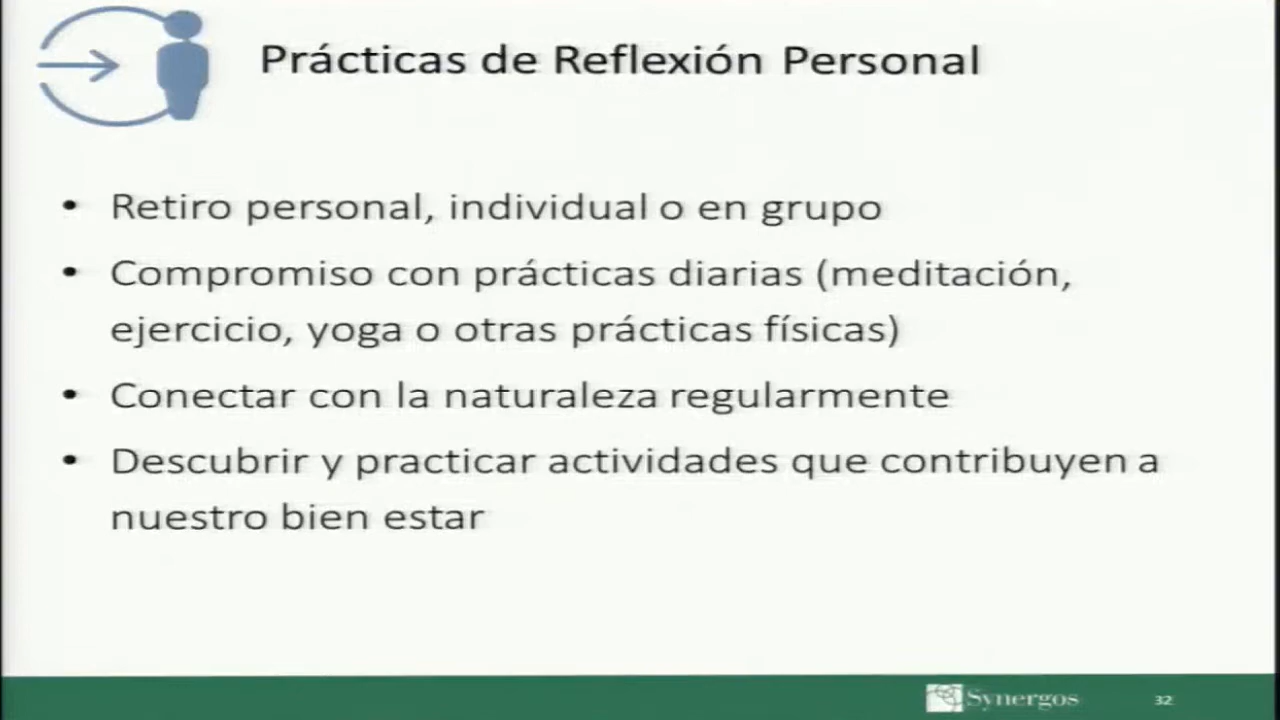 Prácticas de Reflexión Personal
• Retiro personal, individual o en grupo
• Compromiso con prácticas diarias (meditación,
ejercicio, yoga o otras prácticas físicas)
• Conectar con la naturaleza regularmente
• Descubrir y practicar actividades que contribuyen a
nuestro bien estar
Synergos
32